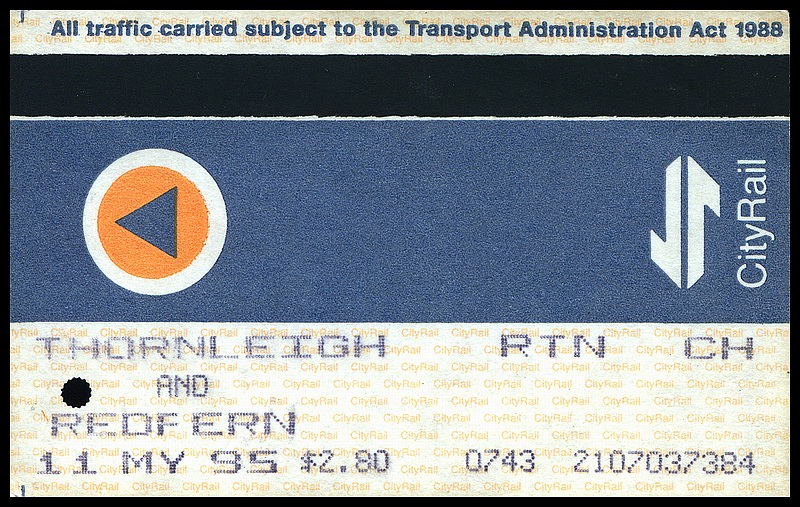 All traffic carried subject to the Transport Administration Act 1988
CityRail
THORNLEIGH RTN CH
AND
REDFERN
11 MY 95 $2.80 0743 2107037384